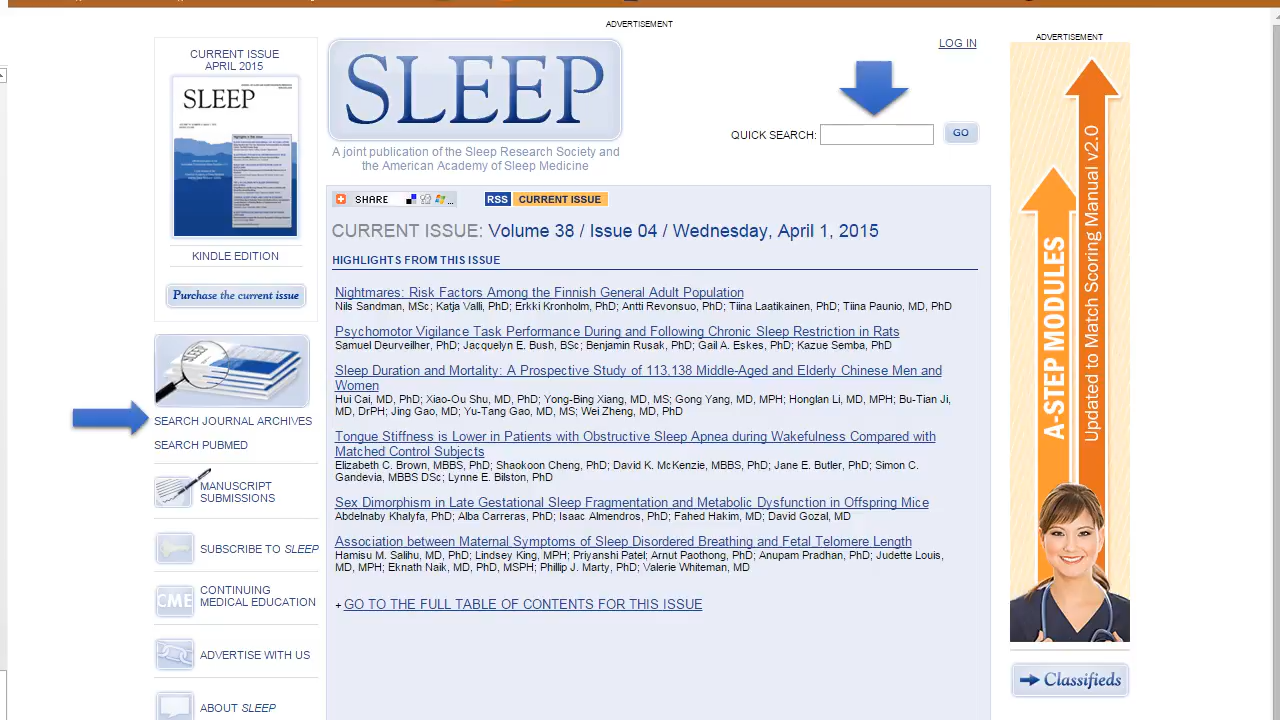 ADVERTISEMENT
CURRENT ISSUE
APRIL 2015
SLEEP
KINDLE EDITION
Purchase the current issue
SEARCH JOURNAL ARCHIVES
SEARCH PUBMED
MANUSCRIPT
SUBMISSIONS
SUBSCRIBE TO SLEEP
CME
CONTINUING
MEDICAL EDUCATION
ADVERTISE WITH US
ABOUT SLEEP
SLEEP
A joint publication of the Sleep Research Society and
the American Academy of Sleep Medicine
LOG IN
QUICK SEARCH:
GO
SHARE
RSS CURRENT ISSUE
CURRENT ISSUE: Volume 38 / Issue 04 / Wednesday, April 1, 2015
HIGHLIGHTS FROM THIS ISSUE
Nightmares: Risk Factors Among the Finnish General Adult Population
Nils Sandman, MSc; Katja Valli, PhD; Erkki Kronholm, PhD; Antti Revonsuo, PhD; Tiina Laatikainen, PhD; Tiina Paunio, MD, PhD
Psychomotor Vigilance Task Performance During and Following Chronic Sleep Restriction in Rats
Deurveilher, PhD; Jacquelyn E. Bush, BSc; Benjamin Rusak, PhD; Gail A. Eskes, PhD; Kazue Semba, PhD
Sleep Duration and Mortality: A Prospective Study of 113,138 Middle-Aged and Elderly Chinese Men and
Women
Hui Cai, MD, PhD; Xiao-Ou Shu, MD, PhD; Yong-Bing Xiang, MD, MS; Gong Yang, MD, MPH; Honglan Li, MD, MPH; Bu-Tian Ji,
MD, DrPH; Jing Gao, MD; Yu-Tang Gao, MD, MS; Wei Zheng, MD, PhD
Tongue Stiffness is Lower in Patients with Obstructive Sleep Apnea during Wakefulness Compared with
Matched Control Subjects
Elizabeth C. Brown, MBBS, PhD; Shaokoon Cheng, PhD; David K. McKenzie, MBBS, PhD; Jane E. Butler, PhD; Simon C.
Gandevia, MBBS DSc; Lynne E. Bilston, PhD
Sex Dimorphism in Late Gestational Sleep Fragmentation and Metabolic Dysfunction in Offspring Mice
Abdelnaby Khalyfa, PhD; Alba Carreras, PhD; Isaac Almendros, PhD; Fahed Hakim, MD; David Gozal, MD
Association between Maternal Symptoms of Sleep Disordered Breathing and Fetal Telomere Length
Hamisu M. Salihu, MD, PhD; Lindsey King, MPH; Priyanshi Patel; Arnut Paothong, PhD; Anupam Pradhan, PhD; Judette Louis,
MD, MPH; Eknath Naik, MD, PhD, MSPH; Phillip J. Marty, PhD; Valerie Whiteman, MD
+ GO TO THE FULL TABLE OF CONTENTS FOR THIS ISSUE
ADVERTISEMENT
A-STEP MODULES
Updated to Match Scoring Manual v2.0
Classifieds